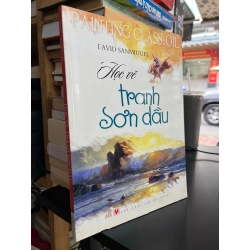 PAINTING CLASS: OIL
DAVID SANMIGUEL
Học vẽ
tranh
sơn dầu